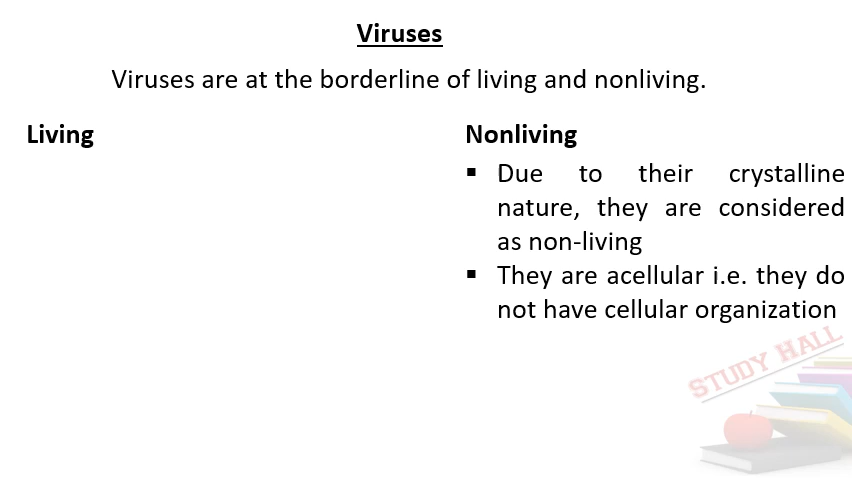 Viruses
Viruses are at the borderline of living and nonliving.
Living
Nonliving
▪ Due to their crystalline
nature, they are considered
as non-living
▪ They are acellular i.e. they do
not have cellular organization
STUDY HALL